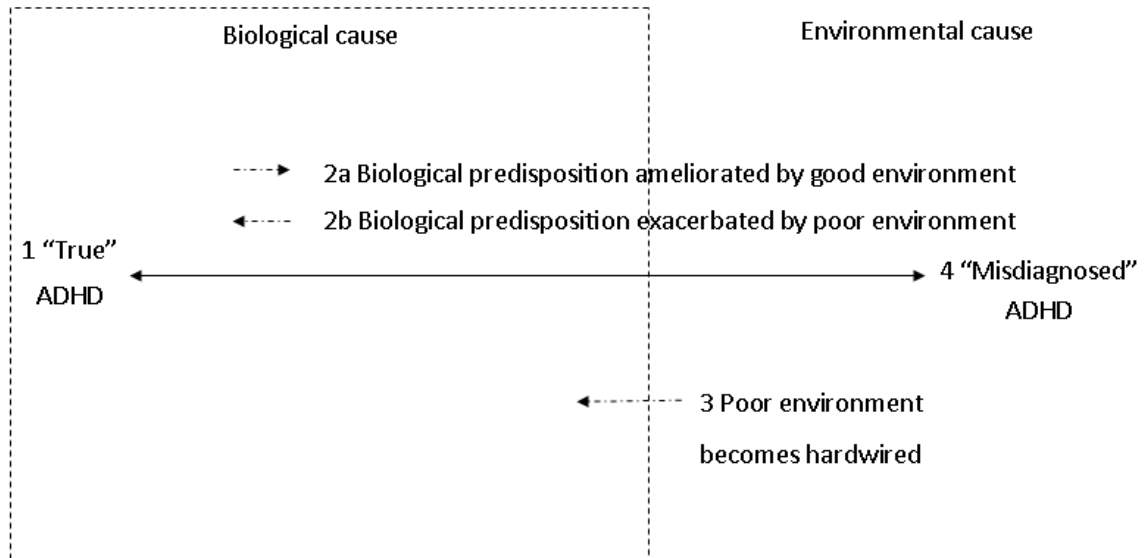 Biological cause
Environmental cause
2a Biological predisposition ameliorated by good environment
2b Biological predisposition exacerbated by poor environment
1 “True”
ADHD
4 “Misdiagnosed”
ADHD
3 Poor environment
becomes hardwired